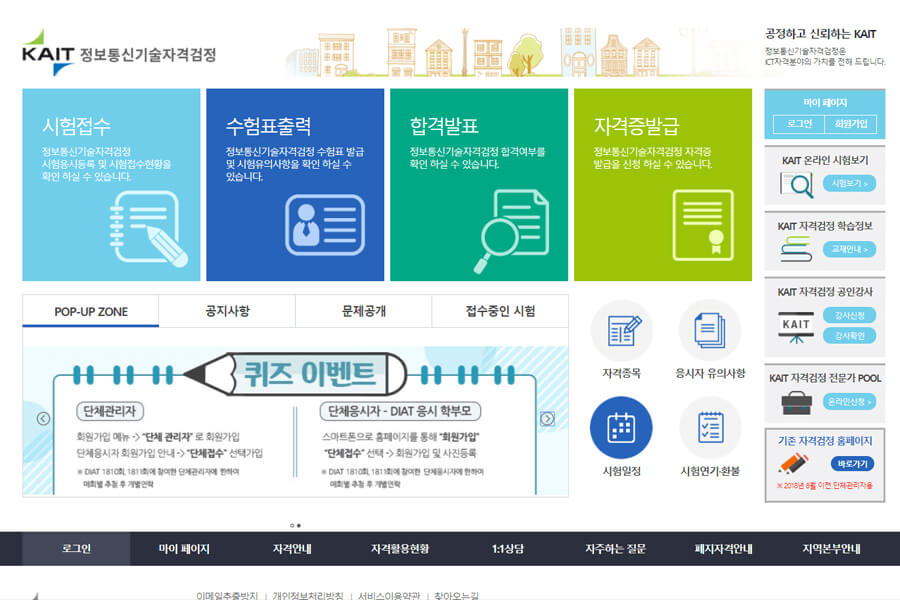 KAIT 정보통신기술자격검정
공정하고 신뢰하는 KAIT
정보통신기술자격검정은
ICT자격분야의 가치를 전해 드립니다.
시험접수
정보통신기술자격검정
시험응시등록 및 시험접수현황을
확인 하실 수 있습니다.
수험표출력
정보통신기술자격검정 수험표 발급
및 시험유의사항을 확인 하실 수
있습니다.
합격발표
정보통신기술자격검정 합격여부를
확인 하실 수 있습니다.
자격증발급
정보통신기술자격검정 자격증
발급을 신청 하실 수 있습니다.
마이 페이지
로그인 회원가입
KAIT 온라인 시험보기
시험보기 >
KAIT 자격검정 학습정보
교재안내 >
KAIT 자격검정 공인강사
KAIT
강사신청
강사확인
KAIT 자격검정 전문가 POOL
온라인신청 >
기존 자격검정 홈페이지
바로가기
※ 2018년 8월 이전 단체관리자용
POP-UP ZONE 공지사항 문제공개 접수중인 시험
퀴즈 이벤트
단체관리자
회원가입 메뉴 -> "단체 관리자" 로 회원가입
단체응시자 회원가입 안내 -> "단체접수" 선택가입
※ DIAT 1810회, 1811회에 참여한 단체관리자에 한하여
매회별 추첨 후 개별연락
단체응시자 - DIAT 응시 학부모
스마트폰으로 홈페이지를 통해 "회원가입"
"단체접수" 선택 -> 회원가입 및 사진등록
※ DIAT 1810회, 1811회에 참여한 단체응시자에 한하여
매회별 추첨 후 개별연락
자격종목
응시자 유의사항
시험일정
시험연기·환불
로그인 마이 페이지 자격안내 자격활용현황 1:1상담 자주하는 질문 폐지자격안내 지역본부안내
이메일추출방지 | 개인정보처리방침 | 서비스이용약관 | 찾아오는길